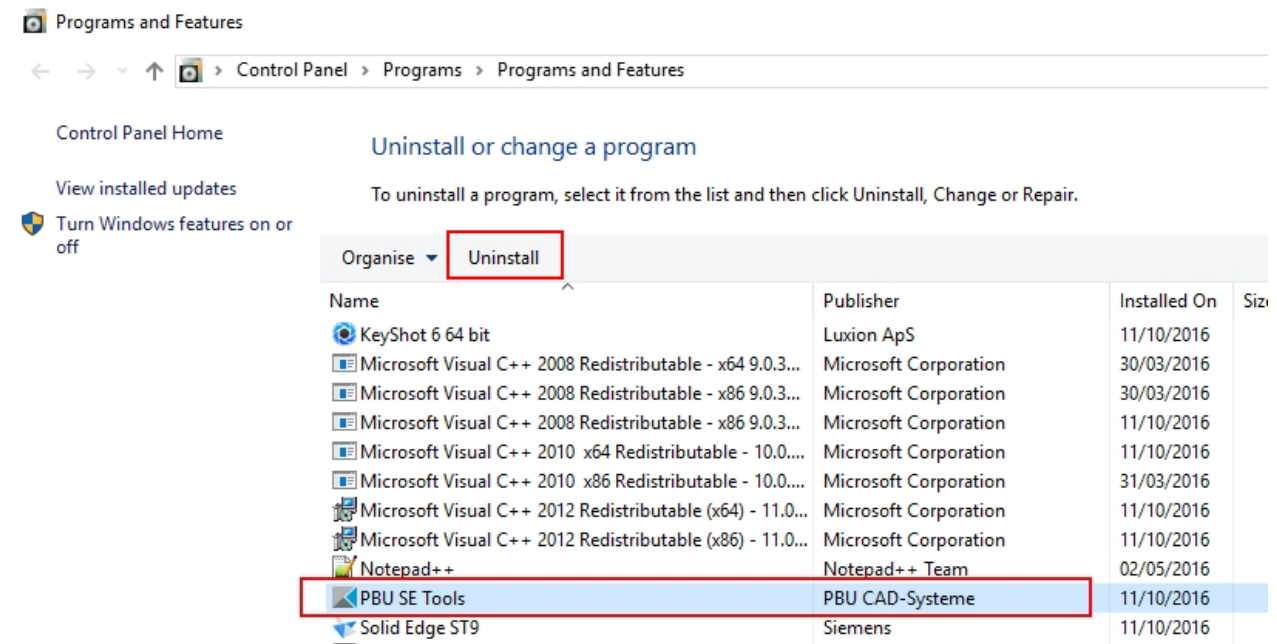 Programs and Features
Control Panel > Programs > Programs and Features
Control Panel Home
View installed updates
Turn Windows features on or
off
Uninstall or change a program
To uninstall a program, select it from the list and then click Uninstall, Change or Repair.
Organise Uninstall
Name Publisher Installed On Size
KeyShot 6 64 bit Luxion ApS 11/10/2016
Microsoft Visual C++ 2008 Redistributable - x64 9.0.3... Microsoft Corporation 30/03/2016
Microsoft Visual C++ 2008 Redistributable - x86 9.0.3... Microsoft Corporation 30/03/2016
Microsoft Visual C++ 2008 Redistributable - x86 9.0.3... Microsoft Corporation 11/10/2016
Microsoft Visual C++ 2010 x64 Redistributable - 10.0.... Microsoft Corporation 11/10/2016
Microsoft Visual C++ 2010 x86 Redistributable - 10.0.... Microsoft Corporation 31/03/2016
Microsoft Visual C++ 2012 Redistributable (x64) - 11.0... Microsoft Corporation 11/10/2016
Microsoft Visual C++ 2012 Redistributable (x86) - 11.0... Microsoft Corporation 11/10/2016
Notepad++ Notepad++ Team 02/05/2016
PBU SE Tools PBU CAD-Systeme 11/10/2016
Solid Edge ST9 Siemens 11/10/2016